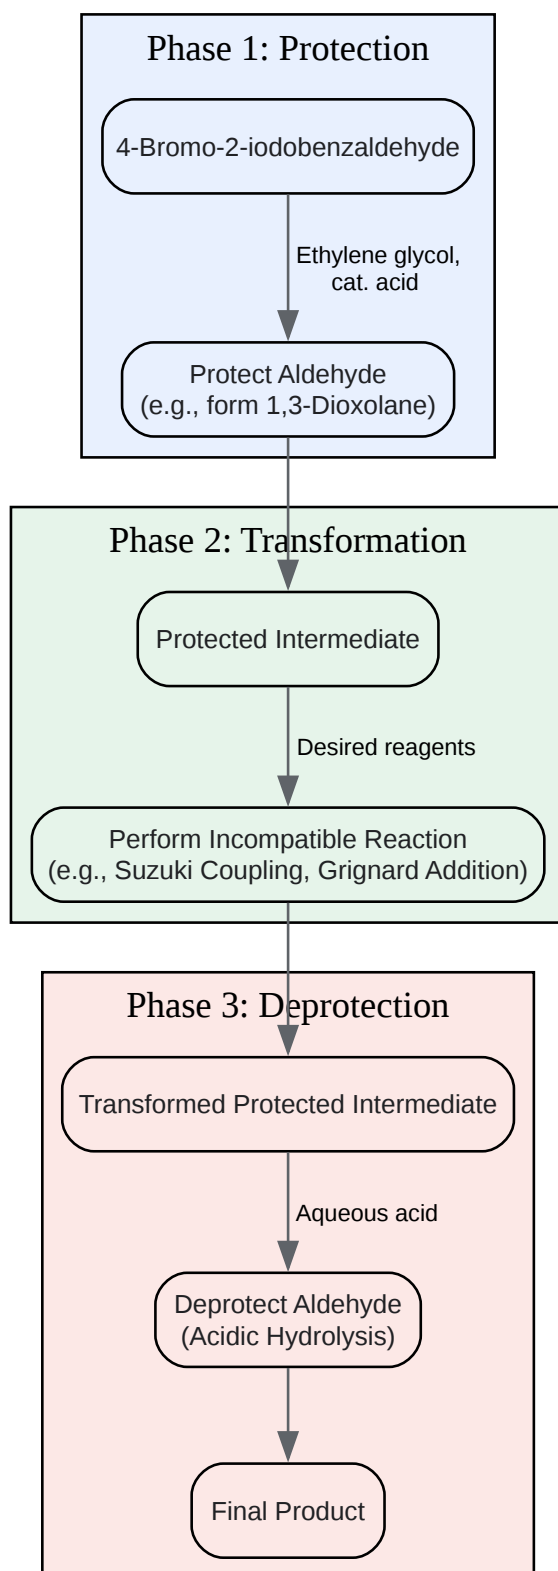 Phase 1: Protection
4-Bromo-2-iodobenzaldehyde
Ethylene glycol,
cat. acid
Protect Aldehyde
(e.g., form 1,3-Dioxolane)
Phase 2: Transformation
Protected Intermediate
Desired reagents
Perform Incompatible Reaction
(e.g., Suzuki Coupling, Grignard Addition)
Phase 3: Deprotection
Transformed Protected Intermediate
Aqueous acid
Deprotect Aldehyde
(Acidic Hydrolysis)
Final Product